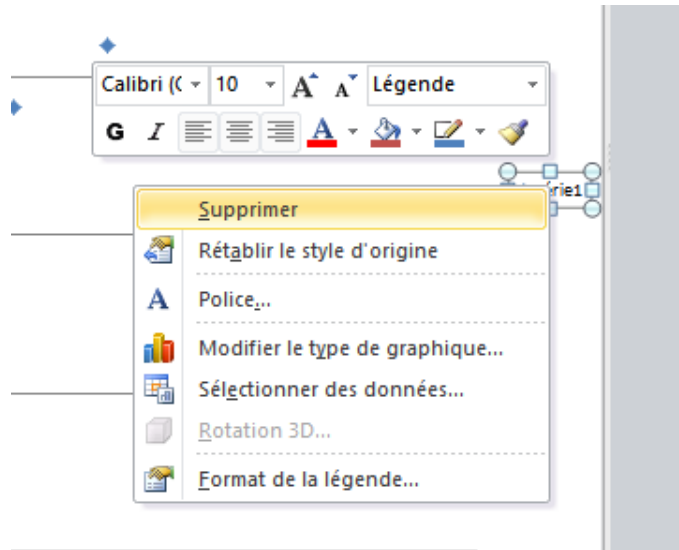 Calibri (C 10 A A Légende
G I A
rie1
Supprimer
Rétablir le style d'origine
A Police...
Modifier le type de graphique...
Sélectionner des données...
Rotation 3D...
Format de la légende...